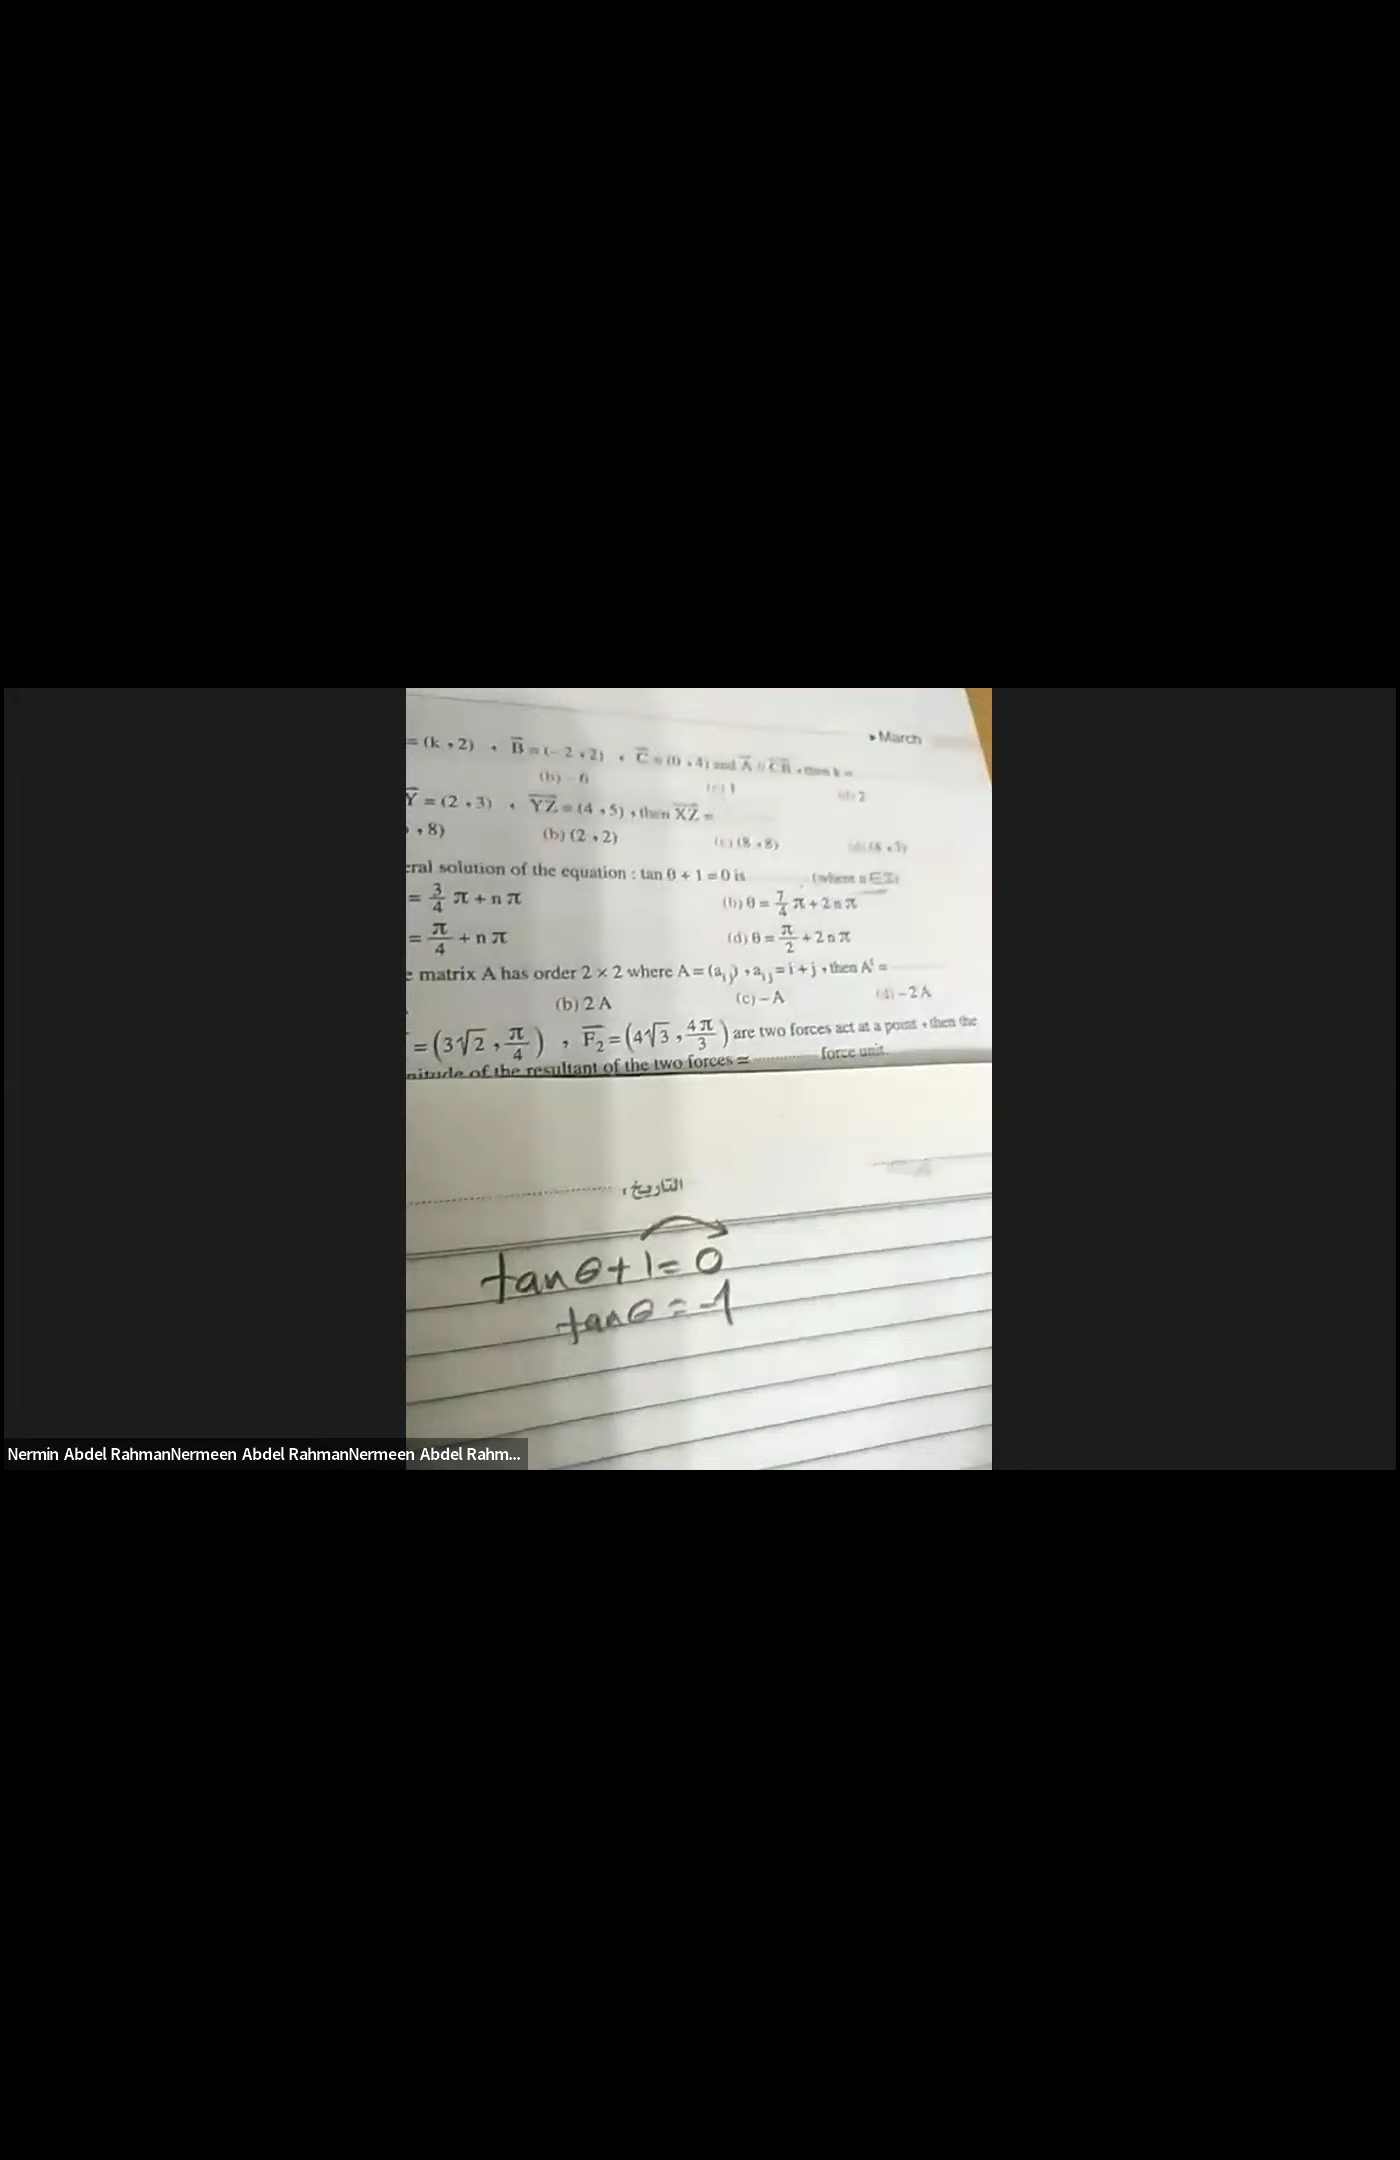 ▸ March
= (k , 2) , B = (– 2 , 2) , C = (0 , 4) and A // CB , then k =
(b) – 6 (c) 1 (d) 2
Y = (2 , 3) , YZ = (4 , 5) , then XZ =
, 8) (b) (2 , 2) (c) (8 , 8)
eral solution of the equation : tan θ + 1 = 0 is (where n ∈ ℤ)
= 3/4 π + n π (b) θ = 7/4 π + 2 n π
= π/4 + n π (d) θ = π/2 + 2 n π
e matrix A has order 2 × 2 where A = (aᵢⱼ) , aᵢⱼ = i + j , then Aᵗ =
(b) 2 A (c) – A (d) – 2 A
= (3√2 , π/4) , F₂ = (4√3 , 4π/3) are two forces act at a point , then the
nitude of the resultant of the two forces ≃ ............ force unit.
التاريخ :
tan θ + 1 = 0
tan θ = -1
Nermin Abdel RahmanNermeen Abdel RahmanNermeen Abdel Rahm...